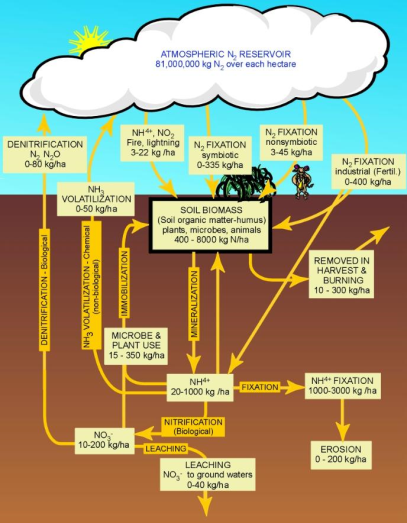 ATMOSPHERIC N₂ RESERVOIR
81,000,000 kg N₂ over each hectare
DENITRIFICATION
N₂ N₂O
0-80 kg/ha
NH⁴⁺, NO₂
Fire, lightning
3-22 kg /ha
N₂ FIXATION
symbiotic
0-335 kg/ha
N₂ FIXATION
nonsymbiotic
3-45 kg/ha
N₂ FIXATION
industrial (Fertil.)
0-400 kg/ha
NH₃
VOLATILIZATION
0-50 kg/ha
SOIL BIOMASS
(Soil organic matter-humus)
plants, microbes, animals
400 - 8000 kg N/ha
REMOVED IN
HARVEST &
BURNING
10 - 300 kg/ha
DENITRIFICATION - Biological
NH₃ VOLATILIZATION - Chemical
(non-biological)
IMMOBILIZATION
MINERALIZATION
MICROBE &
PLANT USE
15 - 350 kg/ha
NH⁴⁺
20-1000 kg /ha
FIXATION
NH⁴⁺ FIXATION
1000-3000 kg /ha
NITRIFICATION
(Biological)
NO₃⁻
10-200 kg/ha
LEACHING
EROSION
0 - 200 kg/ha
LEACHING
NO₃⁻ to ground waters
0-40 kg/ha